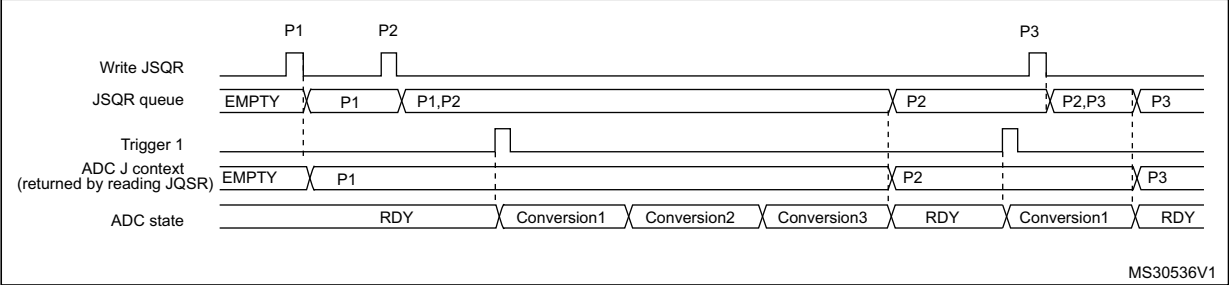 P1 P2 P3
Write JSQR
JSQR queue EMPTY P1 P1,P2 P2 P2,P3 P3
Trigger 1
ADC J context
(returned by reading JQSR) EMPTY P1 P2 P3
ADC state RDY Conversion1 Conversion2 Conversion3 RDY Conversion1 RDY
MS30536V1